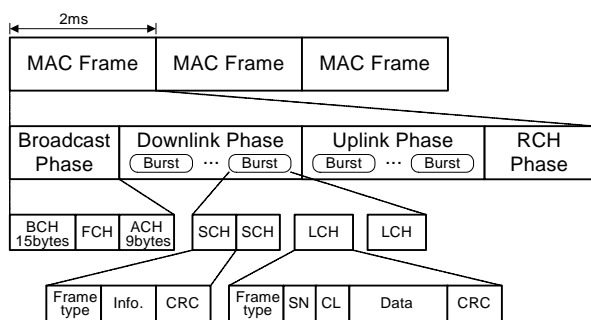 2ms
MAC Frame MAC Frame MAC Frame
Broadcast Phase Downlink Phase Uplink Phase RCH Phase
Burst ··· Burst Burst ··· Burst
BCH 15bytes FCH ACH 9bytes SCH SCH LCH LCH
Frame type Info. CRC Frame type SN CL Data CRC